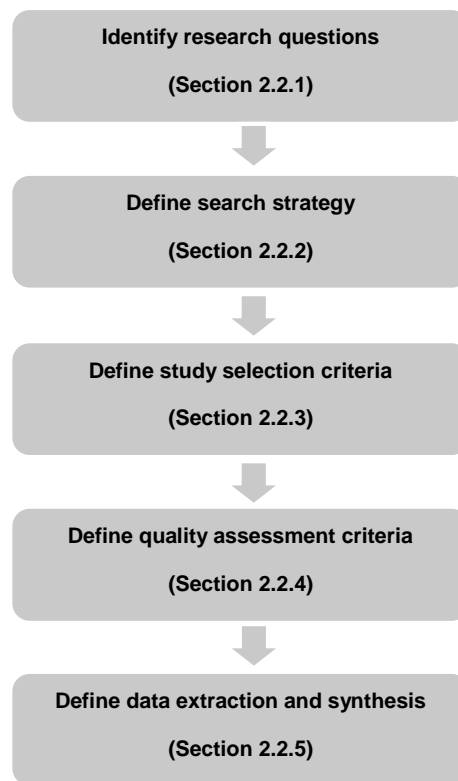 Identify research questions
(Section 2.2.1)
Define search strategy
(Section 2.2.2)
Define study selection criteria
(Section 2.2.3)
Define quality assessment criteria
(Section 2.2.4)
Define data extraction and synthesis
(Section 2.2.5)